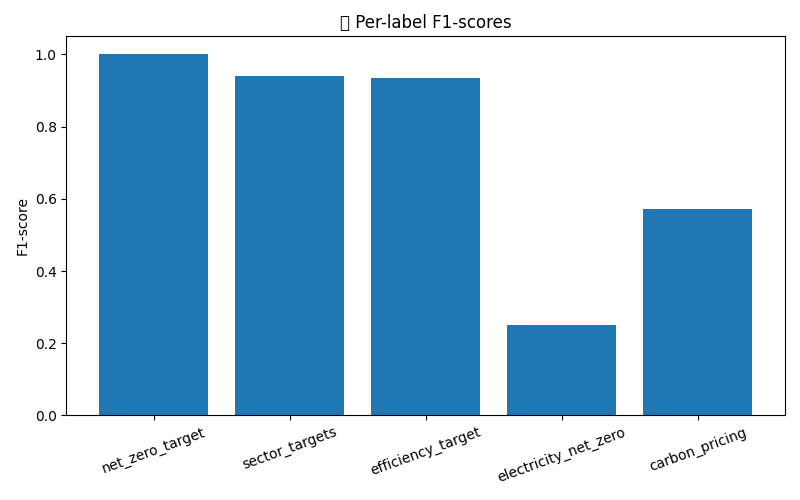 Per-label F1-scores
F1-score
1.0
0.8
0.6
0.4
0.2
0.0
net_zero_target
sector_targets
efficiency_target
electricity_net_zero
carbon_pricing